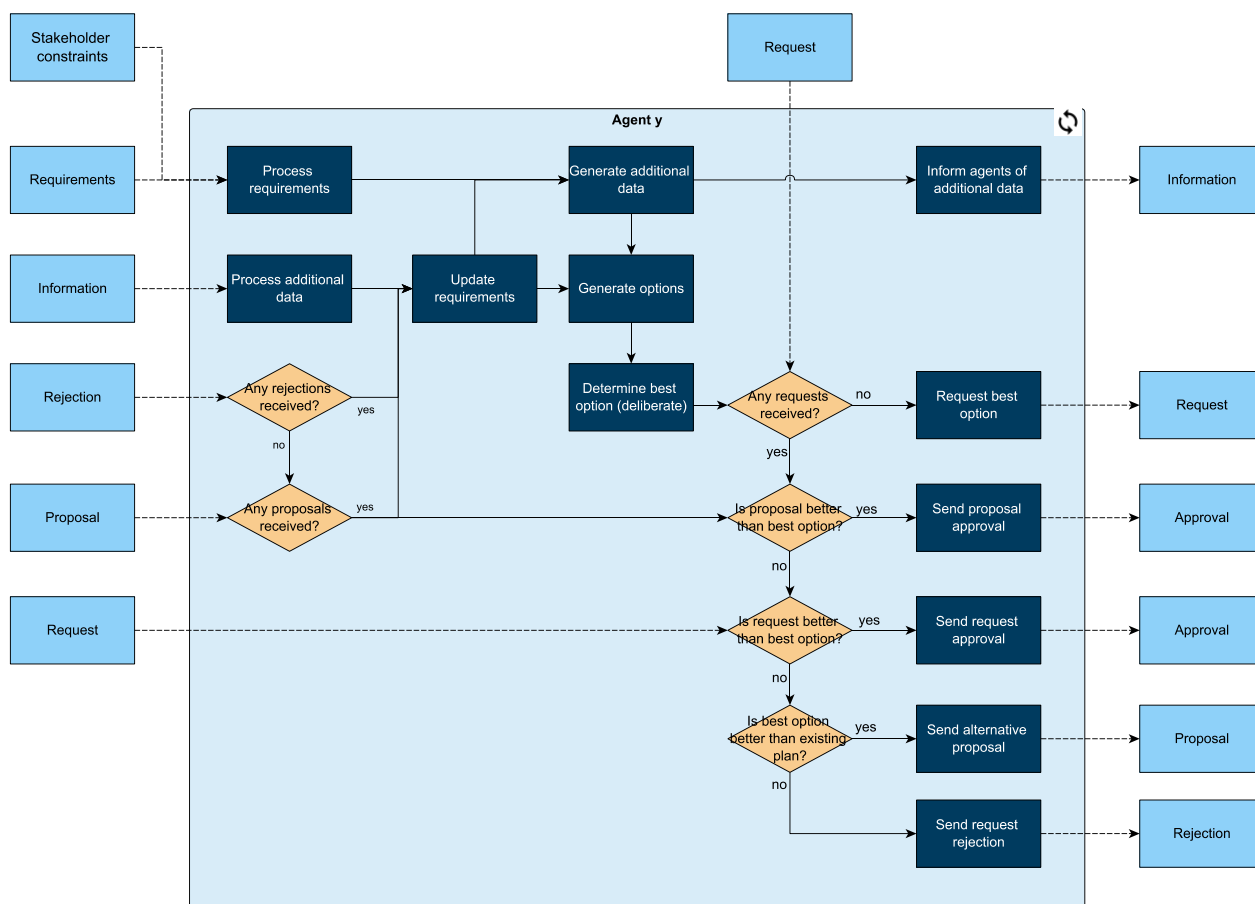 Stakeholder
constraints
Request
Agent y
Requirements
Process
requirements
Generate additional
data
Inform agents of
additional data
Information
Information
Process additional
data
Update
requirements
Generate options
Rejection
Any rejections
received?
yes
no
Determine best
option (deliberate)
Any requests
received?
no
yes
Request best
option
Request
Proposal
Any proposals
received?
yes
Is proposal better
than best option?
yes
no
Send proposal
approval
Approval
Request
Is request better
than best option?
yes
no
Send request
approval
Approval
Is best option
better than existing
plan?
yes
no
Send alternative
proposal
Proposal
Send request
rejection
Rejection